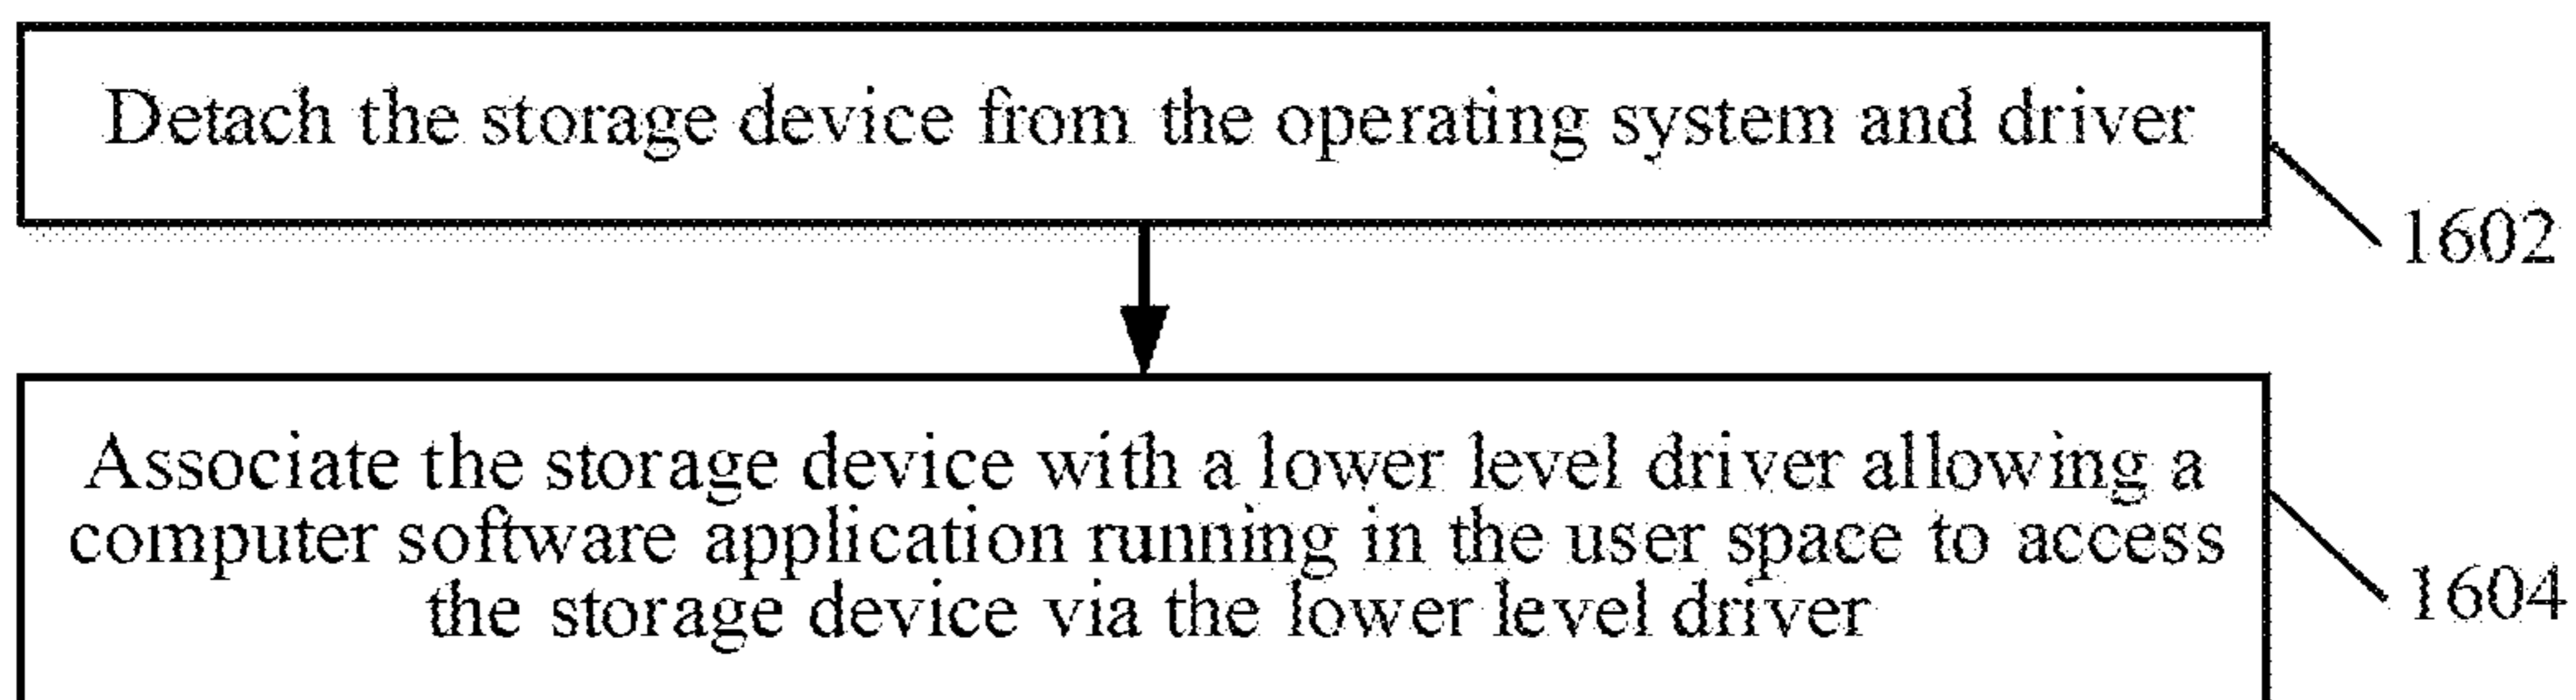 Detach the storage device from the operating system and driver
1602
Associate the storage device with a lower level driver allowing a
computer software application running in the user space to access
the storage device via the lower level driver
1604